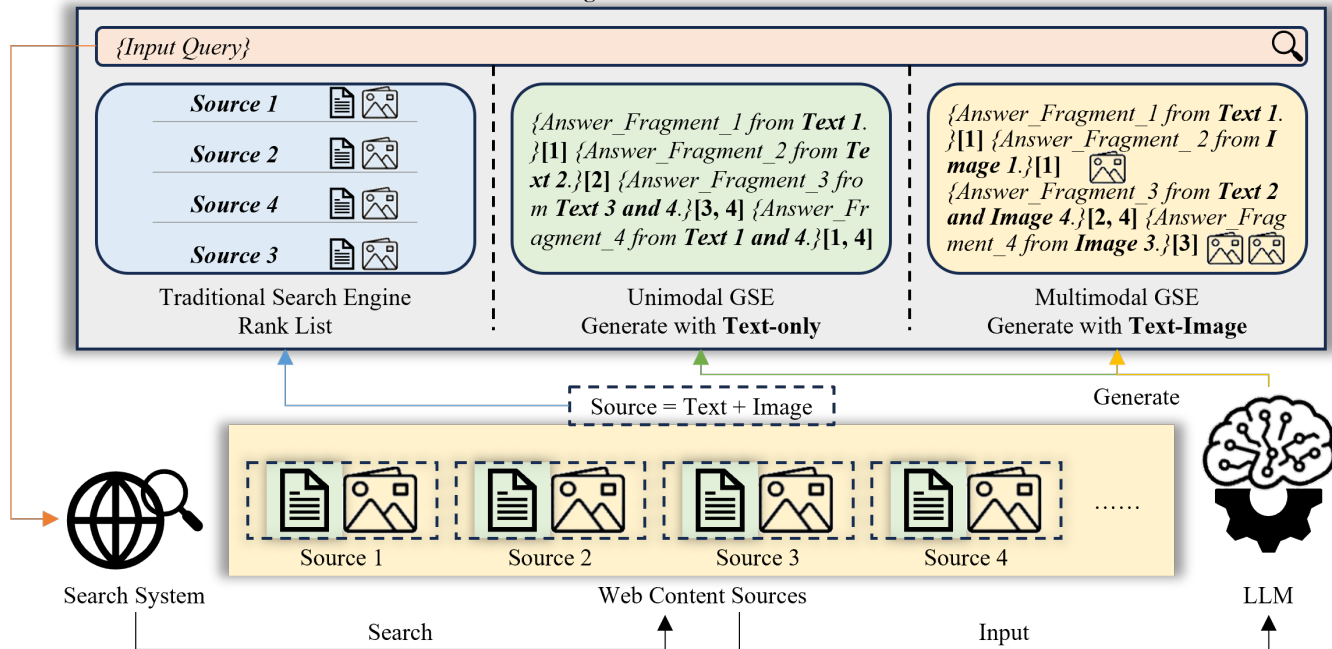 {Input Query}
Source 1
Source 2
Source 4
Source 3
Traditional Search Engine
Rank List
{Answer_Fragment_1 from Text 1.
}[1] {Answer_Fragment_2 from Te
xt 2.}[2] {Answer_Fragment_3 fro
m Text 3 and 4.}[3, 4] {Answer_Fr
agment_4 from Text 1 and 4.}[1, 4]
Unimodal GSE
Generate with Text-only
{Answer_Fragment_1 from Text 1.
}[1] {Answer_Fragment_ 2 from I
mage 1.}[1]
{Answer_Fragment_3 from Text 2
and Image 4.}[2, 4] {Answer_Frag
ment_4 from Image 3.}[3]
Multimodal GSE
Generate with Text-Image
Source = Text + Image
Generate
Source 1
Source 2
Source 3
Source 4
......
Search System
Web Content Sources
LLM
Search
Input